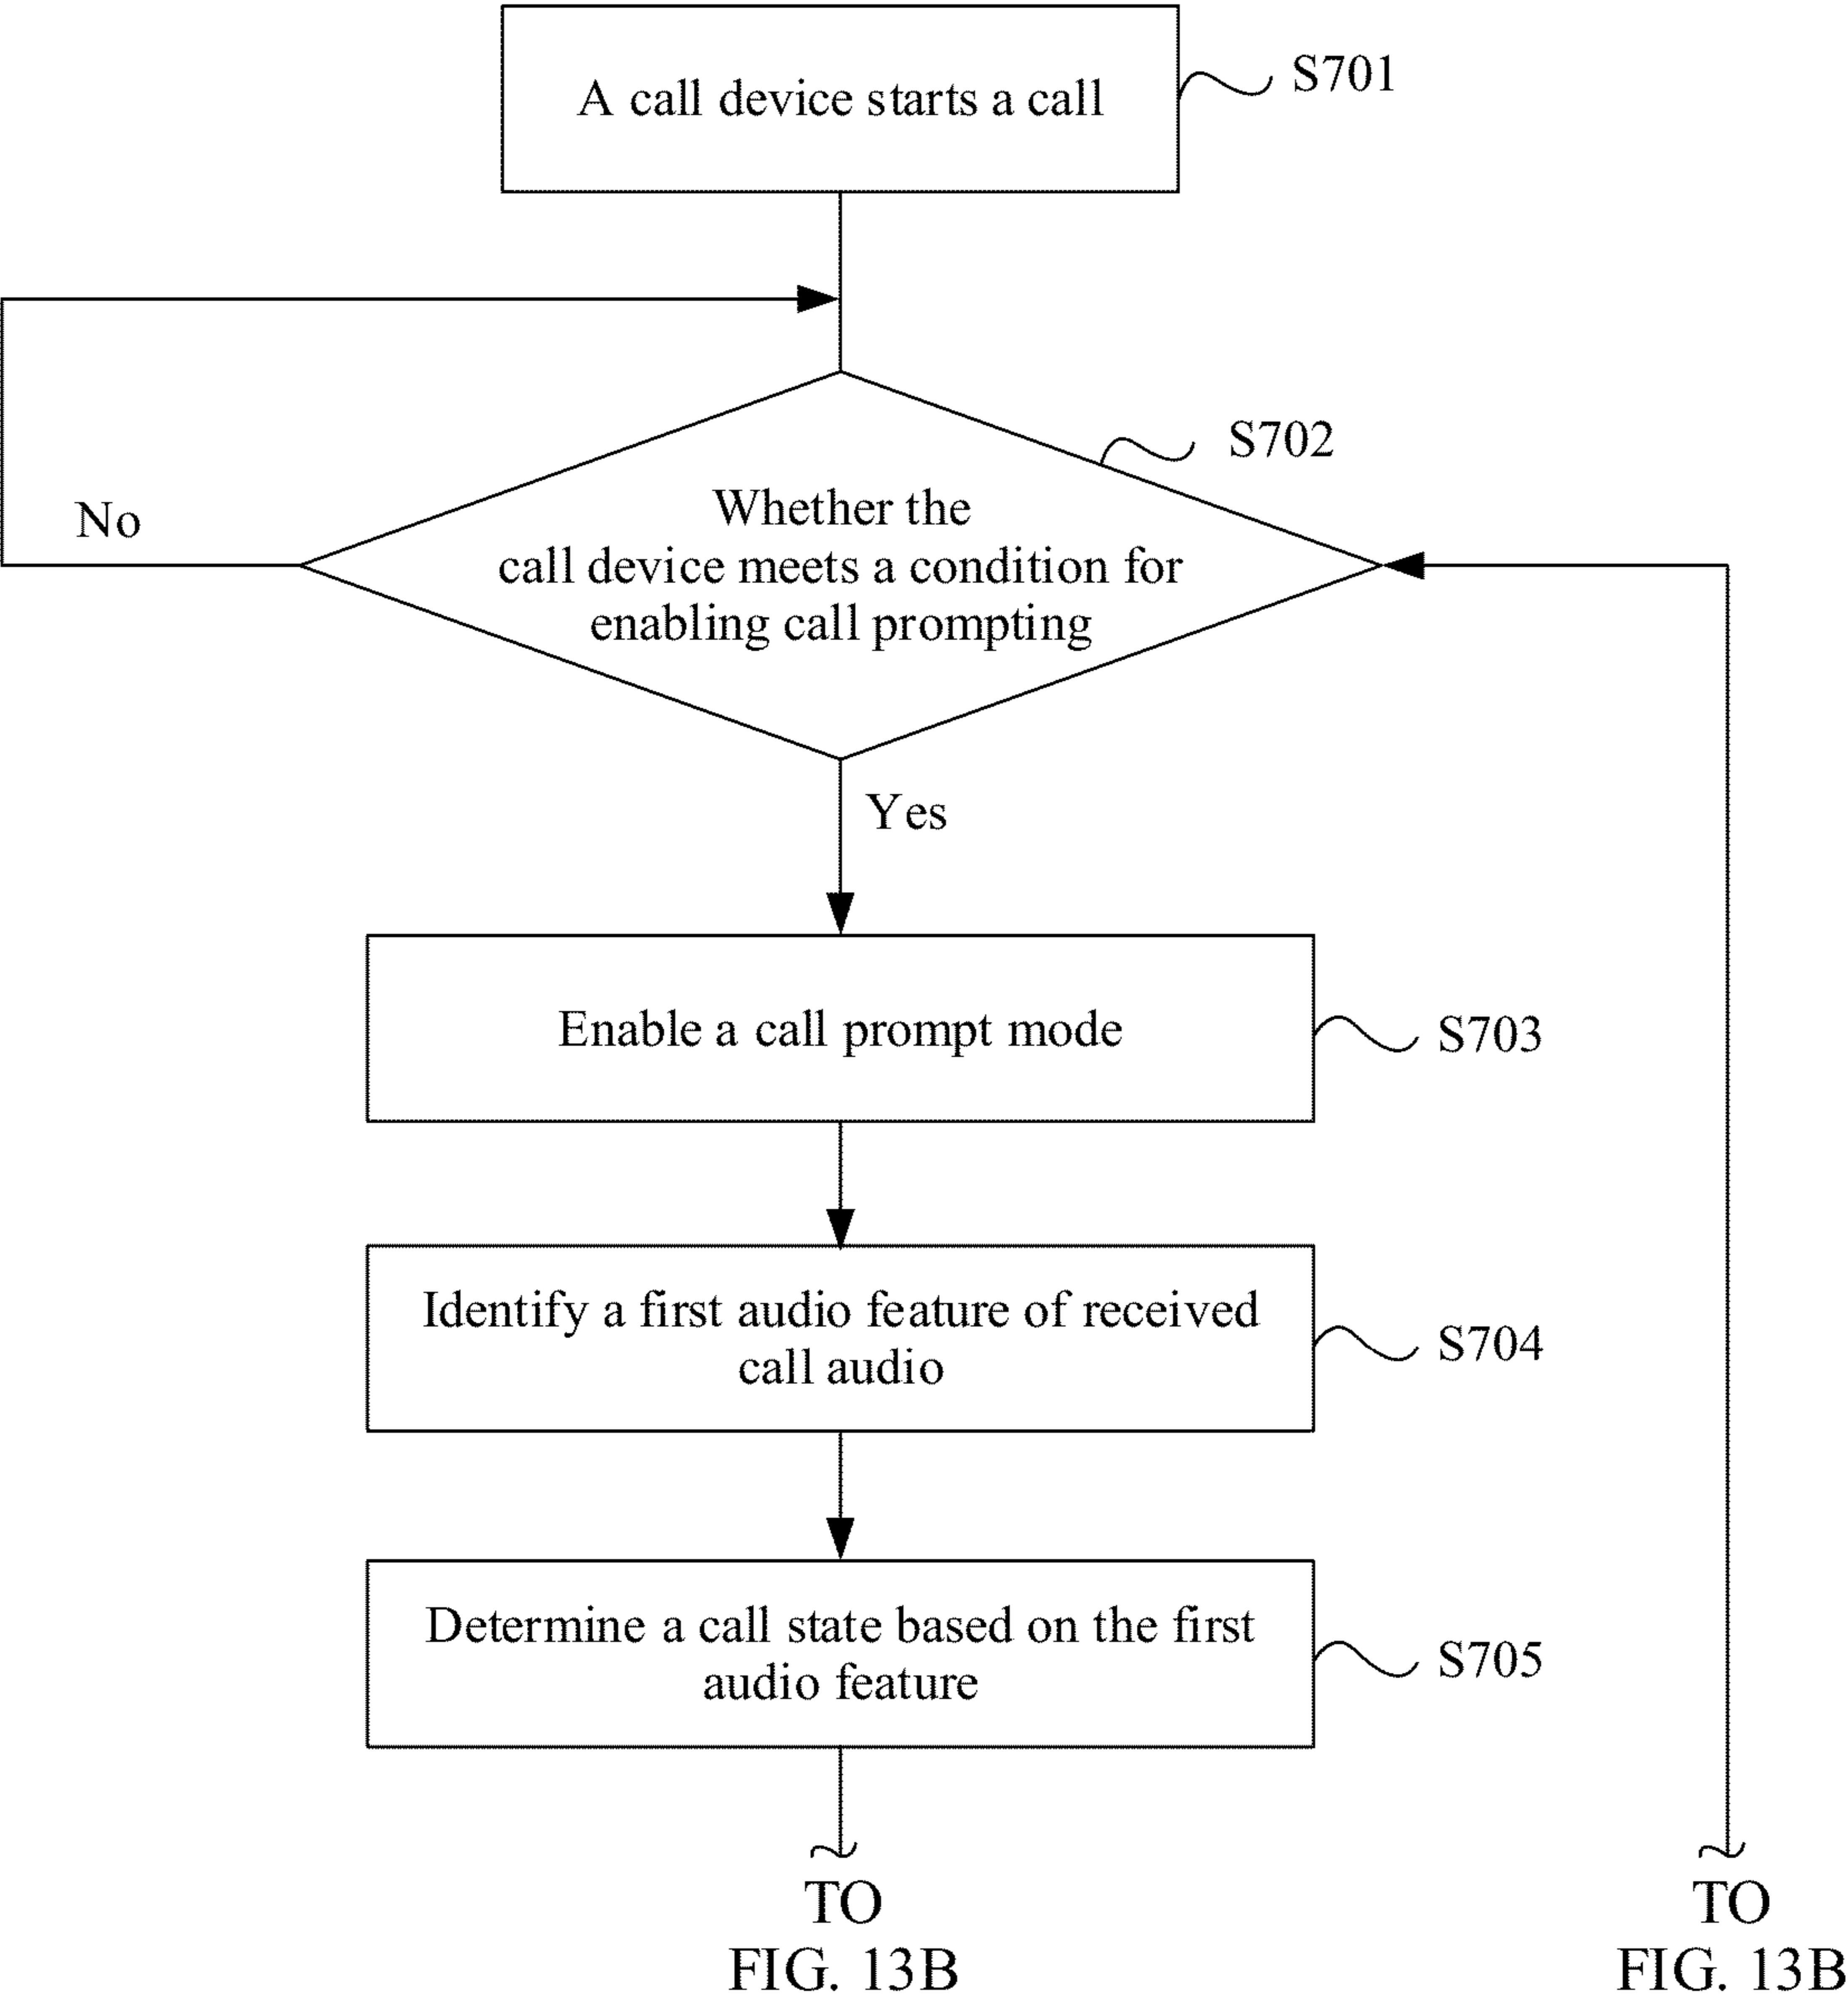 A call device starts a call
S701
S702
Whether the
call device meets a condition for
enabling call prompting
No
Yes
Enable a call prompt mode
S703
Identify a first audio feature of received
call audio
S704
Determine a call state based on the first
audio feature
S705
TO
FIG. 13B
TO
FIG. 13B